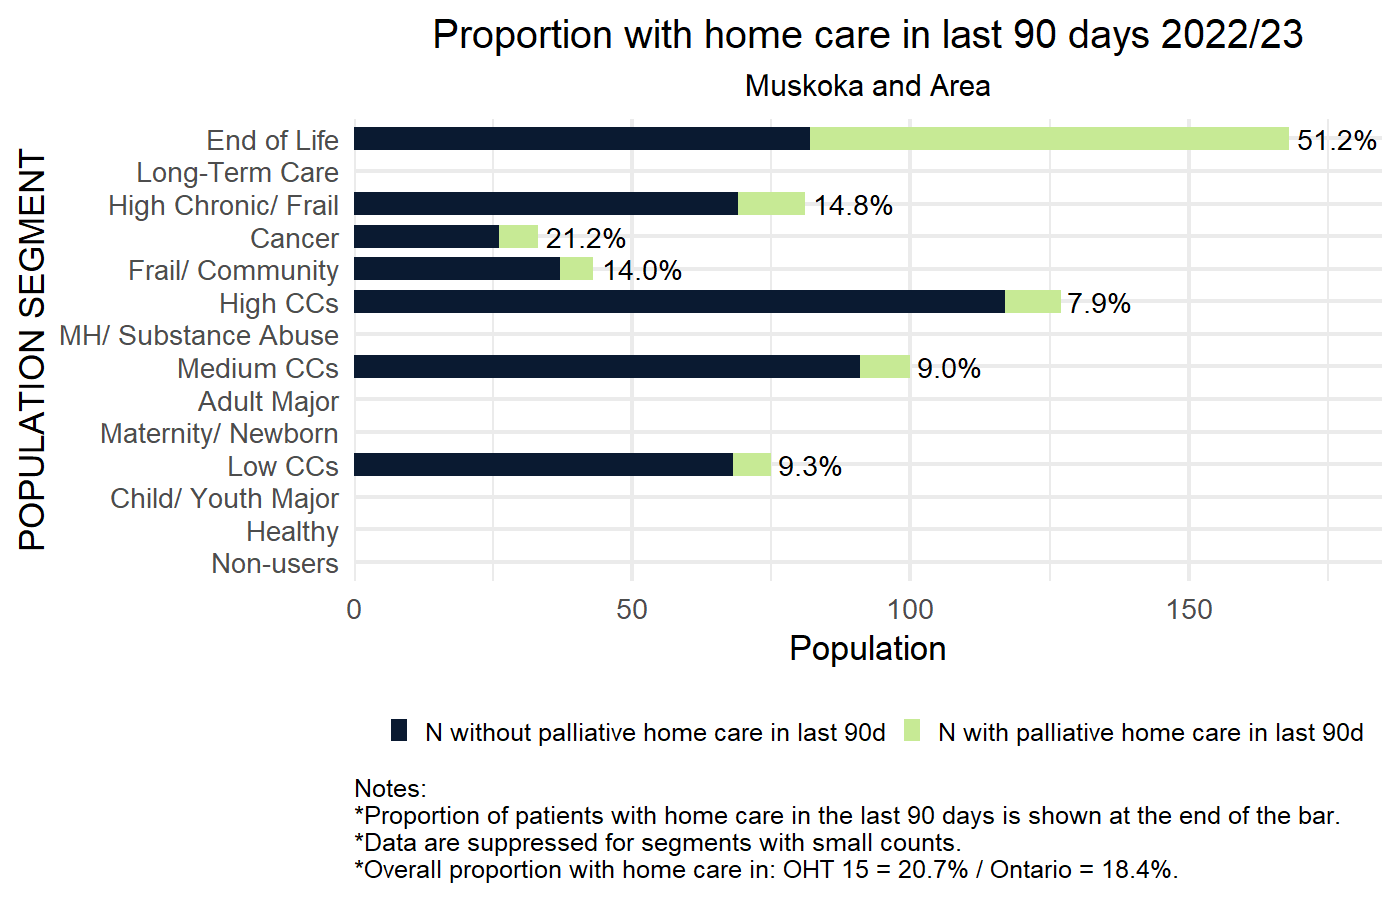 Proportion with home care in last 90 days 2022/23
Muskoka and Area
POPULATION SEGMENT
End of Life 51.2%
Long-Term Care
High Chronic/ Frail 14.8%
Cancer 21.2%
Frail/ Community 14.0%
High CCs 7.9%
MH/ Substance Abuse
Medium CCs 9.0%
Adult Major
Maternity/ Newborn
Low CCs 9.3%
Child/ Youth Major
Healthy
Non-users
0 50 100 150
Population
N without palliative home care in last 90d N with palliative home care in last 90d
Notes:
*Proportion of patients with home care in the last 90 days is shown at the end of the bar.
*Data are suppressed for segments with small counts.
*Overall proportion with home care in: OHT 15 = 20.7% / Ontario = 18.4%.